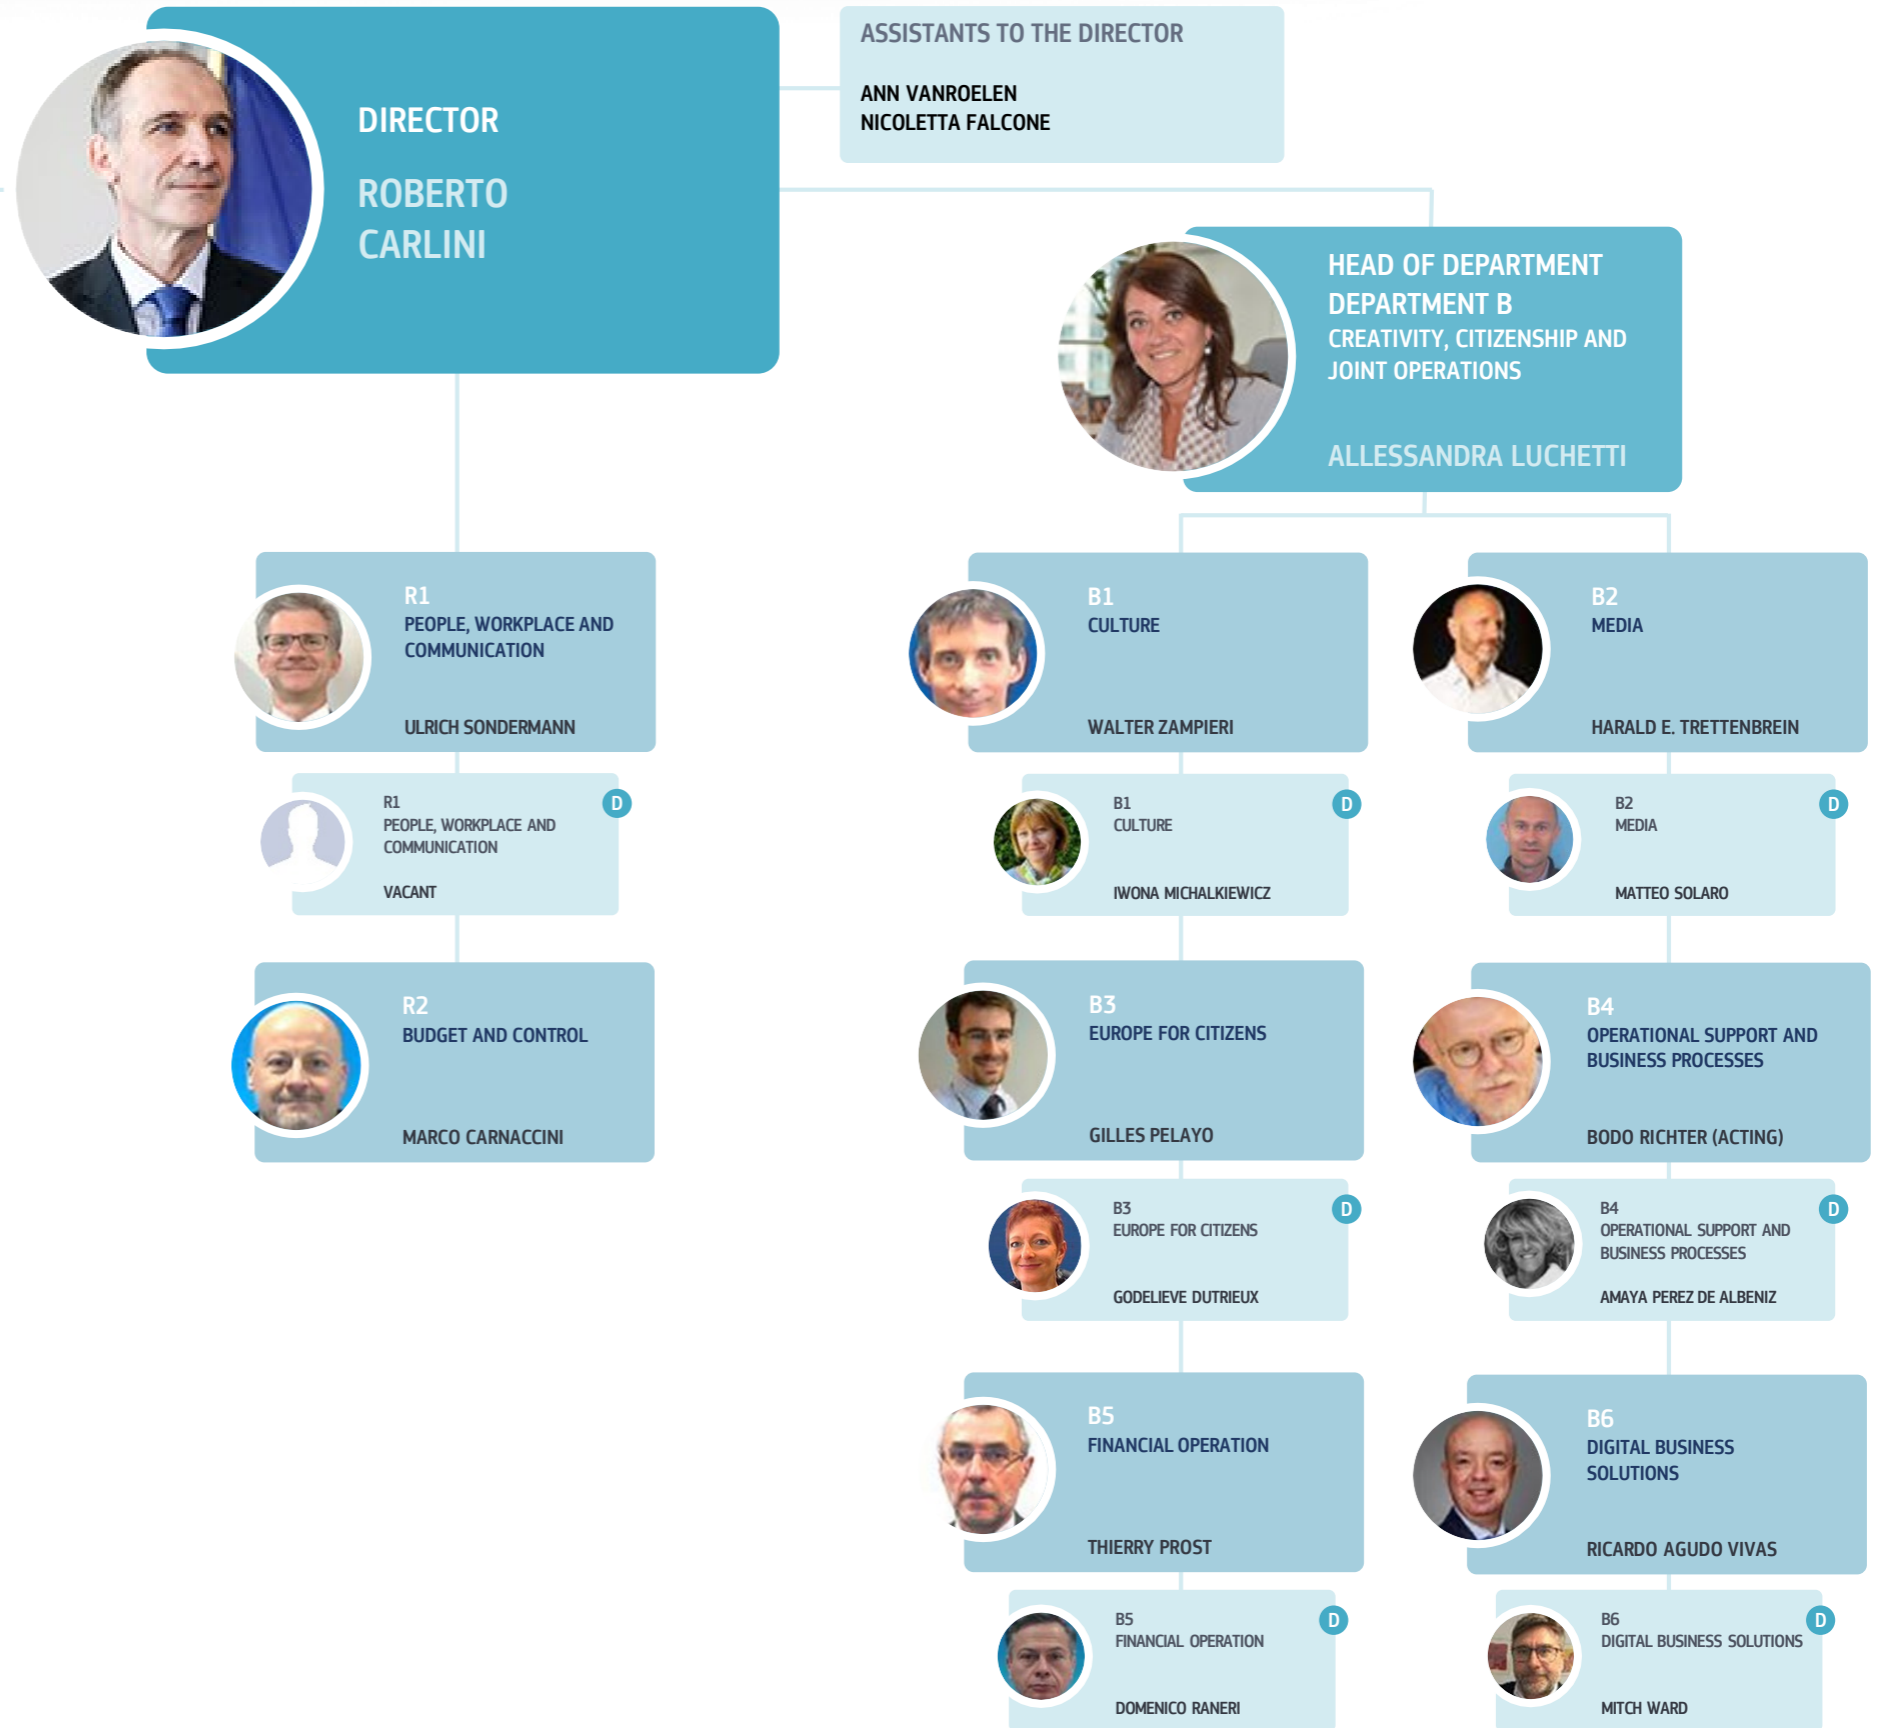 DIRECTOR
ROBERTO
CARLINI
ASSISTANTS TO THE DIRECTOR
ANN VANROELEN
NICOLETTA FALCONE
HEAD OF DEPARTMENT
DEPARTMENT B
CREATIVITY, CITIZENSHIP AND
JOINT OPERATIONS
ALLESSANDRA LUCHETTI
R1
PEOPLE, WORKPLACE AND
COMMUNICATION
ULRICH SONDERMANN
R1
PEOPLE, WORKPLACE AND
COMMUNICATION
VACANT
D
R2
BUDGET AND CONTROL
MARCO CARNACCINI
B1
CULTURE
WALTER ZAMPIERI
B1
CULTURE
IWONA MICHALKIEWICZ
D
B3
EUROPE FOR CITIZENS
GILLES PELAYO
B3
EUROPE FOR CITIZENS
GODELIEVE DUTRIEUX
D
B5
FINANCIAL OPERATION
THIERRY PROST
B5
FINANCIAL OPERATION
DOMENICO RANERI
D
B2
MEDIA
HARALD E. TRETTENBREIN
B2
MEDIA
MATTEO SOLARO
D
B4
OPERATIONAL SUPPORT AND
BUSINESS PROCESSES
BODO RICHTER (ACTING)
B4
OPERATIONAL SUPPORT AND
BUSINESS PROCESSES
AMAYA PEREZ DE ALBENIZ
D
B6
DIGITAL BUSINESS
SOLUTIONS
RICARDO AGUDO VIVAS
B6
DIGITAL BUSINESS SOLUTIONS
MITCH WARD
D